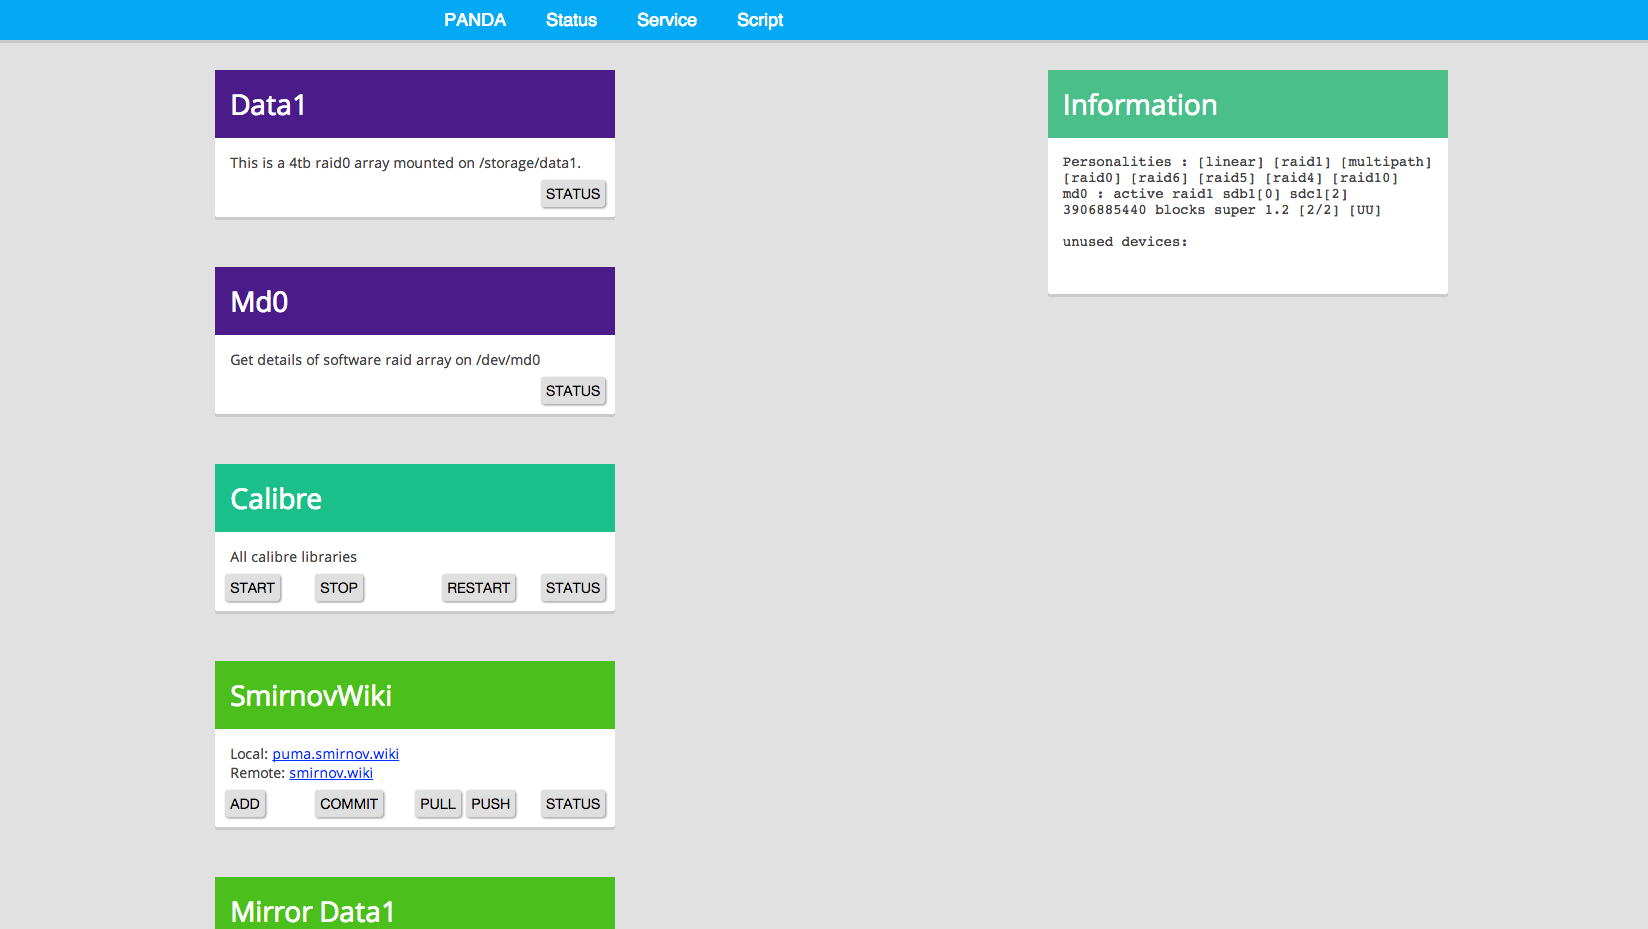 PANDA Status Service Script
Data1
This is a 4tb raid0 array mounted on /storage/data1.
STATUS
Md0
Get details of software raid array on /dev/md0
STATUS
Calibre
All calibre libraries
START STOP RESTART STATUS
SmirnovWiki
Local: puma.smirnov.wiki
Remote: smirnov.wiki
ADD COMMIT PULL PUSH STATUS
Mirror Data1
Information
Personalities : [linear] [raid1] [multipath]
[raid0] [raid6] [raid5] [raid4] [raid10]
md0 : active raid1 sdb1[0] sdc1[2]
3906885440 blocks super 1.2 [2/2] [UU]
unused devices: